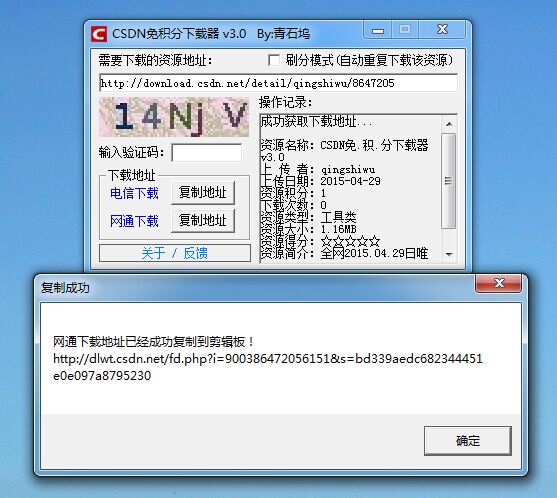 CSDN免积分下载器 v3.0 By:青石坞
需要下载的资源地址:
刷分模式(自动重复下载该资源)
http://download.csdn.net/detail/qingshiwu/8647205
14Nj V
操作记录:
输入验证码:
成功获取下载地址...
资源名称: CSDN免.积.分下载器
v3.0
上 传 者: qingshiwu
上传日期: 2015-04-29
资源积分: 1
下载次数: 0
资源类型: 工具类
资源大小: 1.16MB
资源得分: ☆☆☆☆☆
资源简介: 全网2015.04.29日唯
下载地址
电信下载 复制地址
网通下载 复制地址
关于 / 反馈
复制成功
网通下载地址已经成功复制到剪辑板!
http://dlwt.csdn.net/fd.php?i=900386472056151&s=bd339aedc682344451
e0e097a8795230
确定